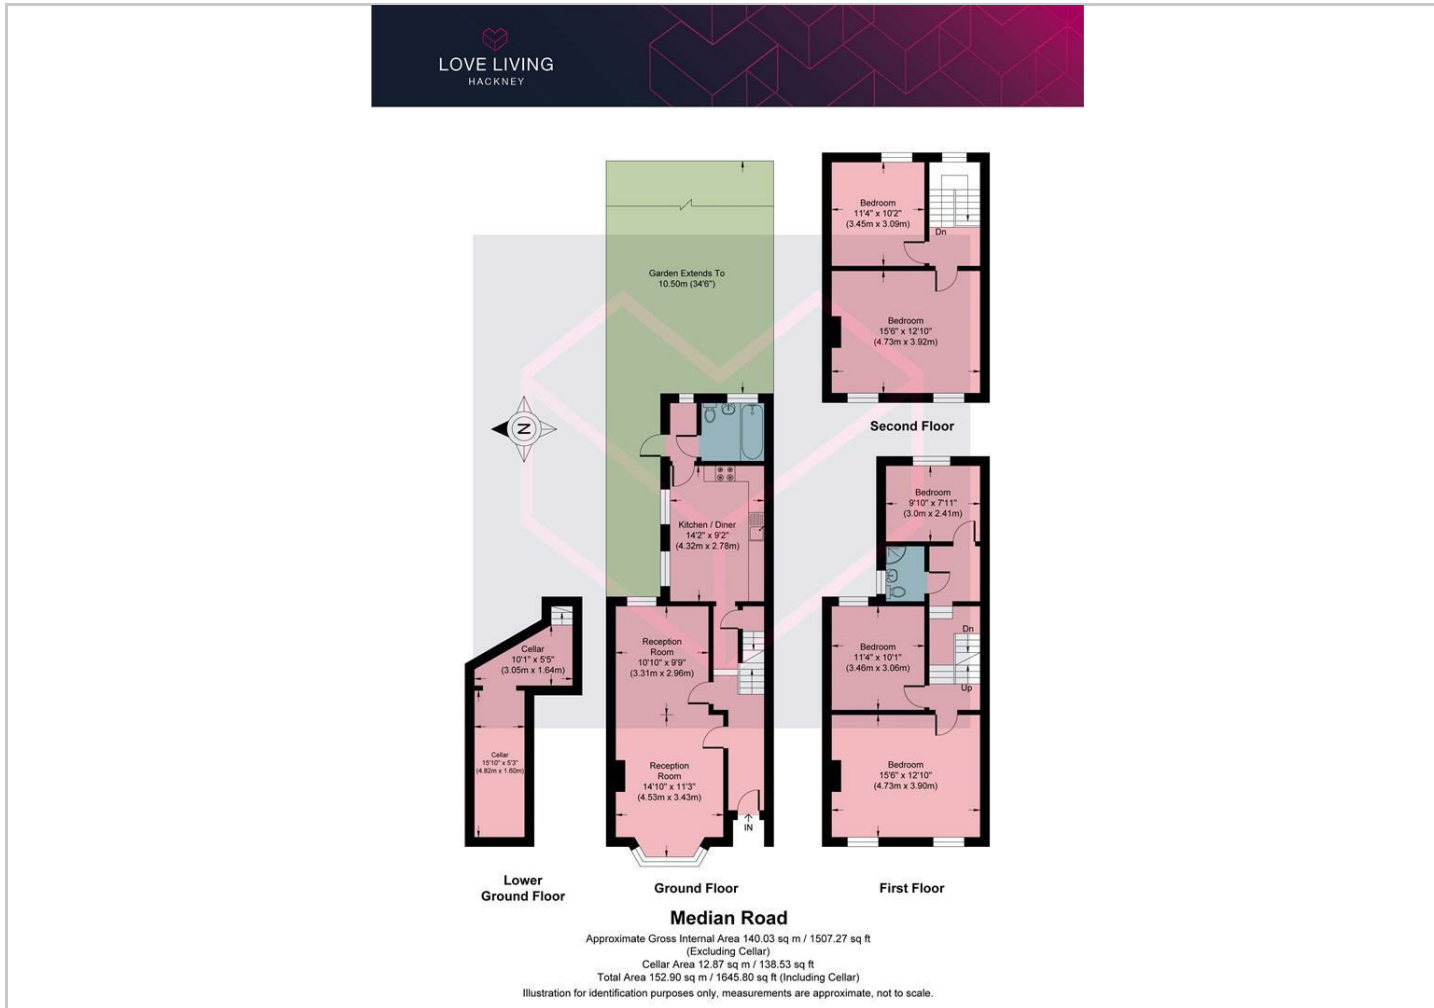 LOVE LIVING
HACKNEY
Bedroom
11'4" x 10'2"
(3.45m x 3.09m)
Dn
Garden Extends To
10.50m (34'6")
Bedroom
15'6" x 12'10"
(4.73m x 3.92m)
Second Floor
N
Kitchen / Diner
14'2" x 9'2"
(4.32m x 2.78m)
Bedroom
9'10" x 7'11"
(3.0m x 2.41m)
Cellar
10'1" x 5'5"
(3.05m x 1.64m)
Reception
Room
10'10" x 9'9"
(3.31m x 2.96m)
Dn
Bedroom
11'4" x 10'1"
(3.46m x 3.06m)
Up
Cellar
15'10" x 5'3"
(4.82m x 1.60m)
Reception
Room
14'10" x 11'3"
(4.53m x 3.43m)
Bedroom
15'6" x 12'10"
(4.73m x 3.90m)
IN
Lower
Ground Floor
Ground Floor
First Floor
Median Road
Approximate Gross Internal Area 140.03 sq m / 1507.27 sq ft
(Excluding Cellar)
Cellar Area 12.87 sq m / 138.53 sq ft
Total Area 152.90 sq m / 1645.80 sq ft (Including Cellar)
Illustration for identification purposes only, measurements are approximate, not to scale.